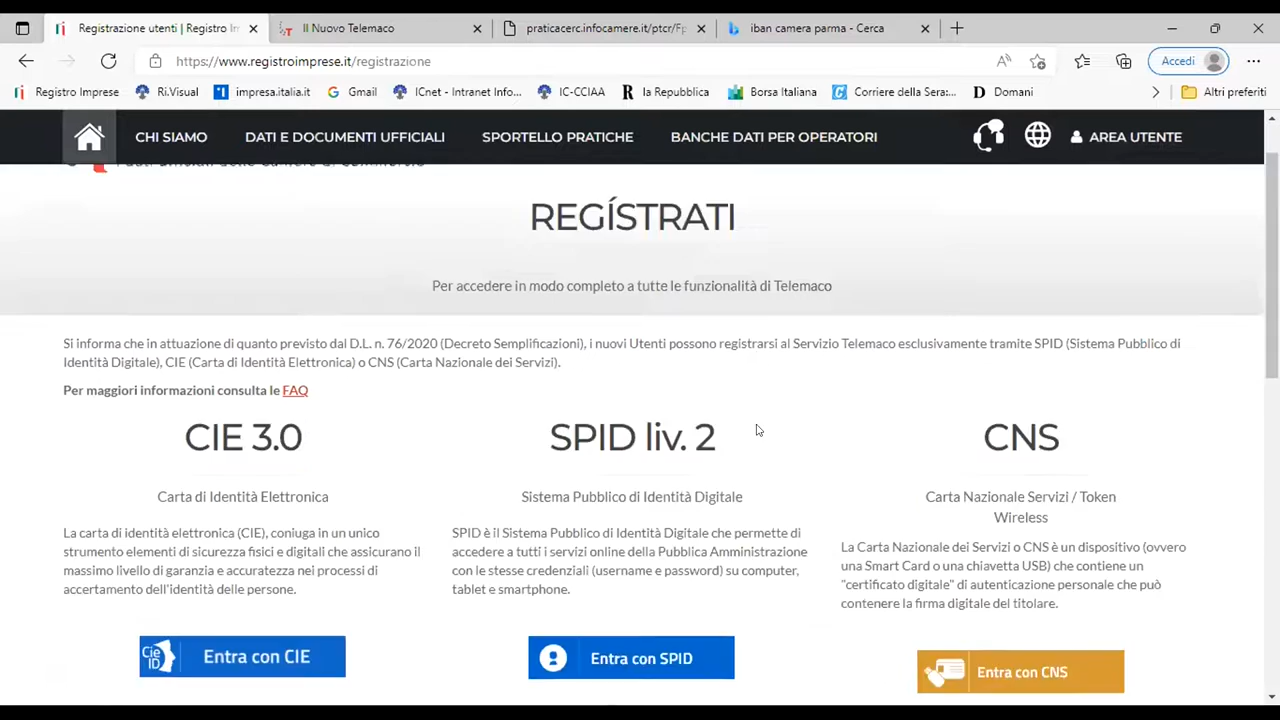 Registrazione utenti | Registro Im
Il Nuovo Telemaco
praticacerc.infocamere.it/ptcr/Fp
iban camera parma - Cerca
https://www.registroimprese.it/registrazione
Accedi
Registro Imprese
Ri.Visual
impresa.italia.it
Gmail
ICnet - Intranet Info...
IC-CCIAA
la Repubblica
Borsa Italiana
Corriere della Sera:...
Domani
Altri preferiti
CHI SIAMO
DATI E DOCUMENTI UFFICIALI
SPORTELLO PRATICHE
BANCHE DATI PER OPERATORI
AREA UTENTE
I dati ufficiali delle Camere di Commercio
REGÍSTRATI
Per accedere in modo completo a tutte le funzionalità di Telemaco
Si informa che in attuazione di quanto previsto dal D.L. n. 76/2020 (Decreto Semplificazioni), i nuovi Utenti possono registrarsi al Servizio Telemaco esclusivamente tramite SPID (Sistema Pubblico di
Identità Digitale), CIE (Carta di Identità Elettronica) o CNS (Carta Nazionale dei Servizi).
Per maggiori informazioni consulta le FAQ
CIE 3.0
Carta di Identità Elettronica
La carta di identità elettronica (CIE), coniuga in un unico
strumento elementi di sicurezza fisici e digitali che assicurano il
massimo livello di garanzia e accuratezza nei processi di
accertamento dell'identità delle persone.
Cie ID Entra con CIE
SPID liv. 2
Sistema Pubblico di Identità Digitale
SPID è il Sistema Pubblico di Identità Digitale che permette di
accedere a tutti i servizi online della Pubblica Amministrazione
con le stesse credenziali (username e password) su computer,
tablet e smartphone.
Entra con SPID
CNS
Carta Nazionale Servizi / Token
Wireless
La Carta Nazionale dei Servizi o CNS è un dispositivo (ovvero
una Smart Card o una chiavetta USB) che contiene un
"certificato digitale" di autenticazione personale che può
contenere la firma digitale del titolare.
Entra con CNS